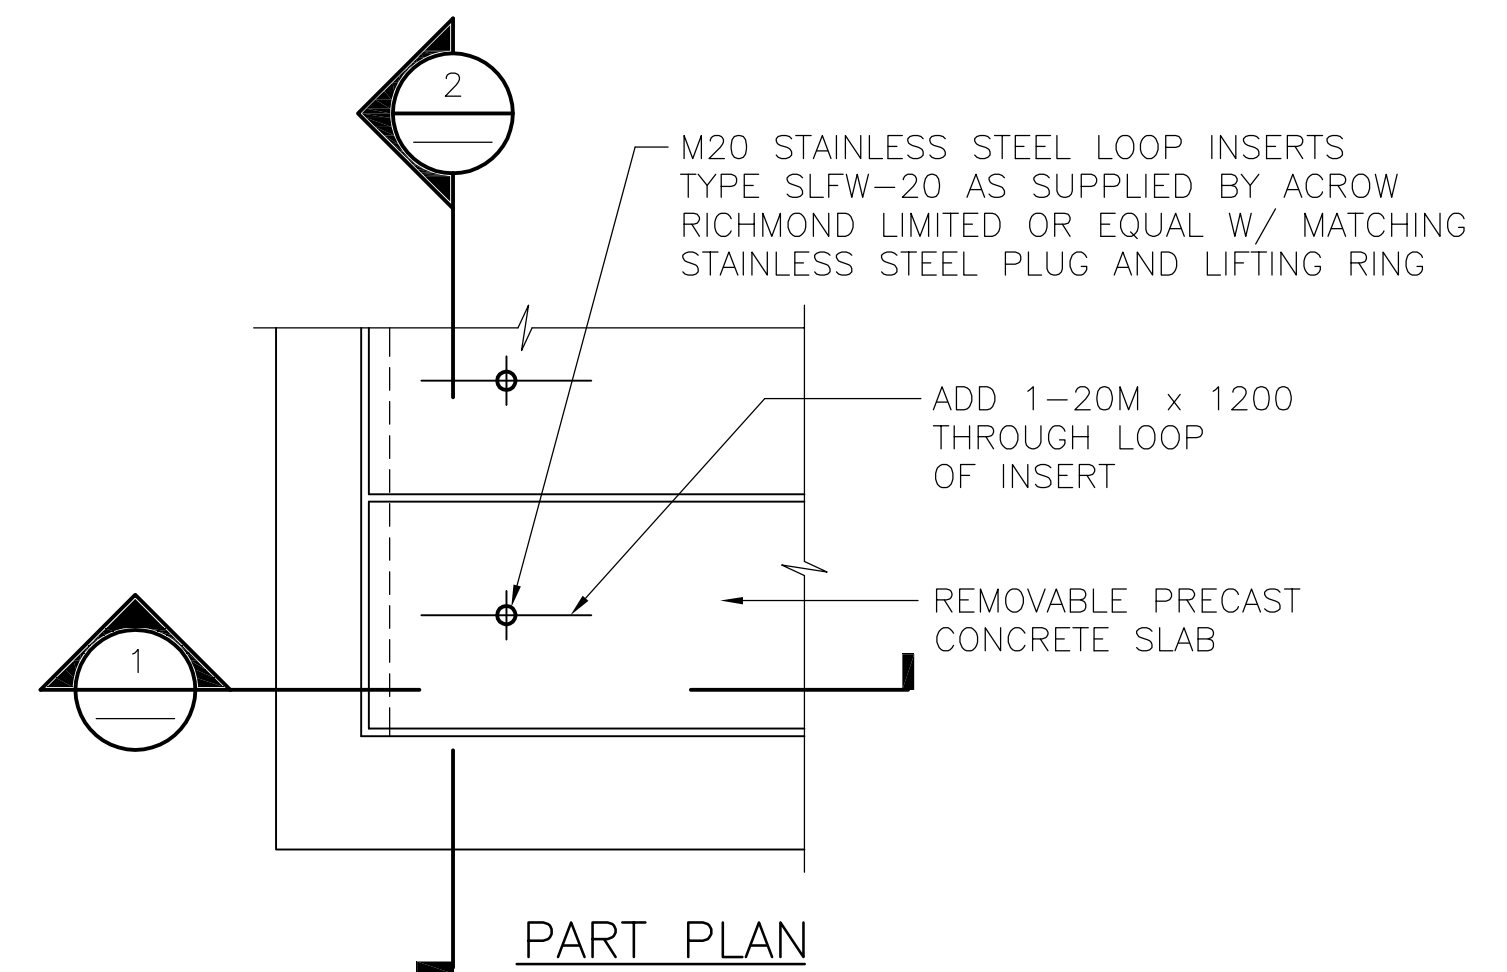 2
M20 STAINLESS STEEL LOOP INSERTS
TYPE SLFW-20 AS SUPPLIED BY ACROW
RICHMOND LIMITED OR EQUAL W/ MATCHING
STAINLESS STEEL PLUG AND LIFTING RING
ADD 1-20M x 1200
THROUGH LOOP
OF INSERT
REMOVABLE PRECAST
CONCRETE SLAB
1
PART PLAN